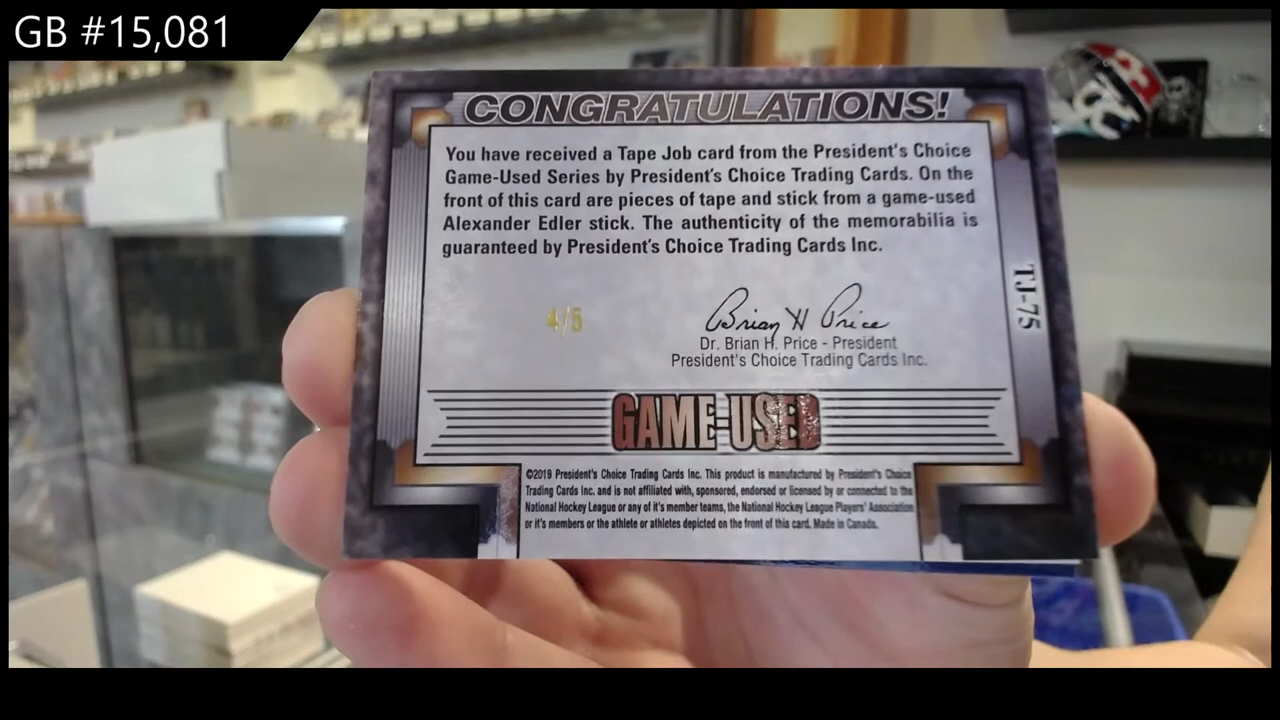 GB #15,081
CONGRATULATIONS!
You have received a Tape Job card from the President's Choice
Game-Used Series by President's Choice Trading Cards. On the
front of this card are pieces of tape and stick from a game-used
Alexander Edler stick. The authenticity of the memorabilia is
guaranteed by President's Choice Trading Cards Inc.
TJ-75
4/5
Brian H Price
Dr. Brian H. Price - President
President's Choice Trading Cards Inc.
GAME-USED
©2019 President's Choice Trading Cards Inc. This product is manufactured by President's Choice
Trading Cards Inc. and is not affiliated with, sponsored, endorsed or licensed by or connected to the
National Hockey League or any of it's member teams, the National Hockey League Players' Association
or it's members or the athlete or athletes depicted on the front of this card. Made in Canada.